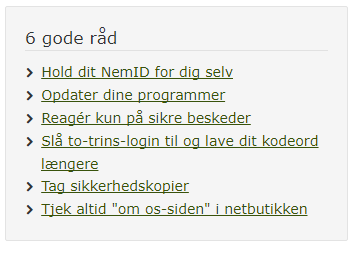 6 gode råd
Hold dit NemID for dig selv
Opdater dine programmer
Reagér kun på sikre beskeder
Slå to-trins-login til og lave dit kodeord
længere
Tag sikkerhedskopier
Tjek altid "om os-siden" i netbutikken